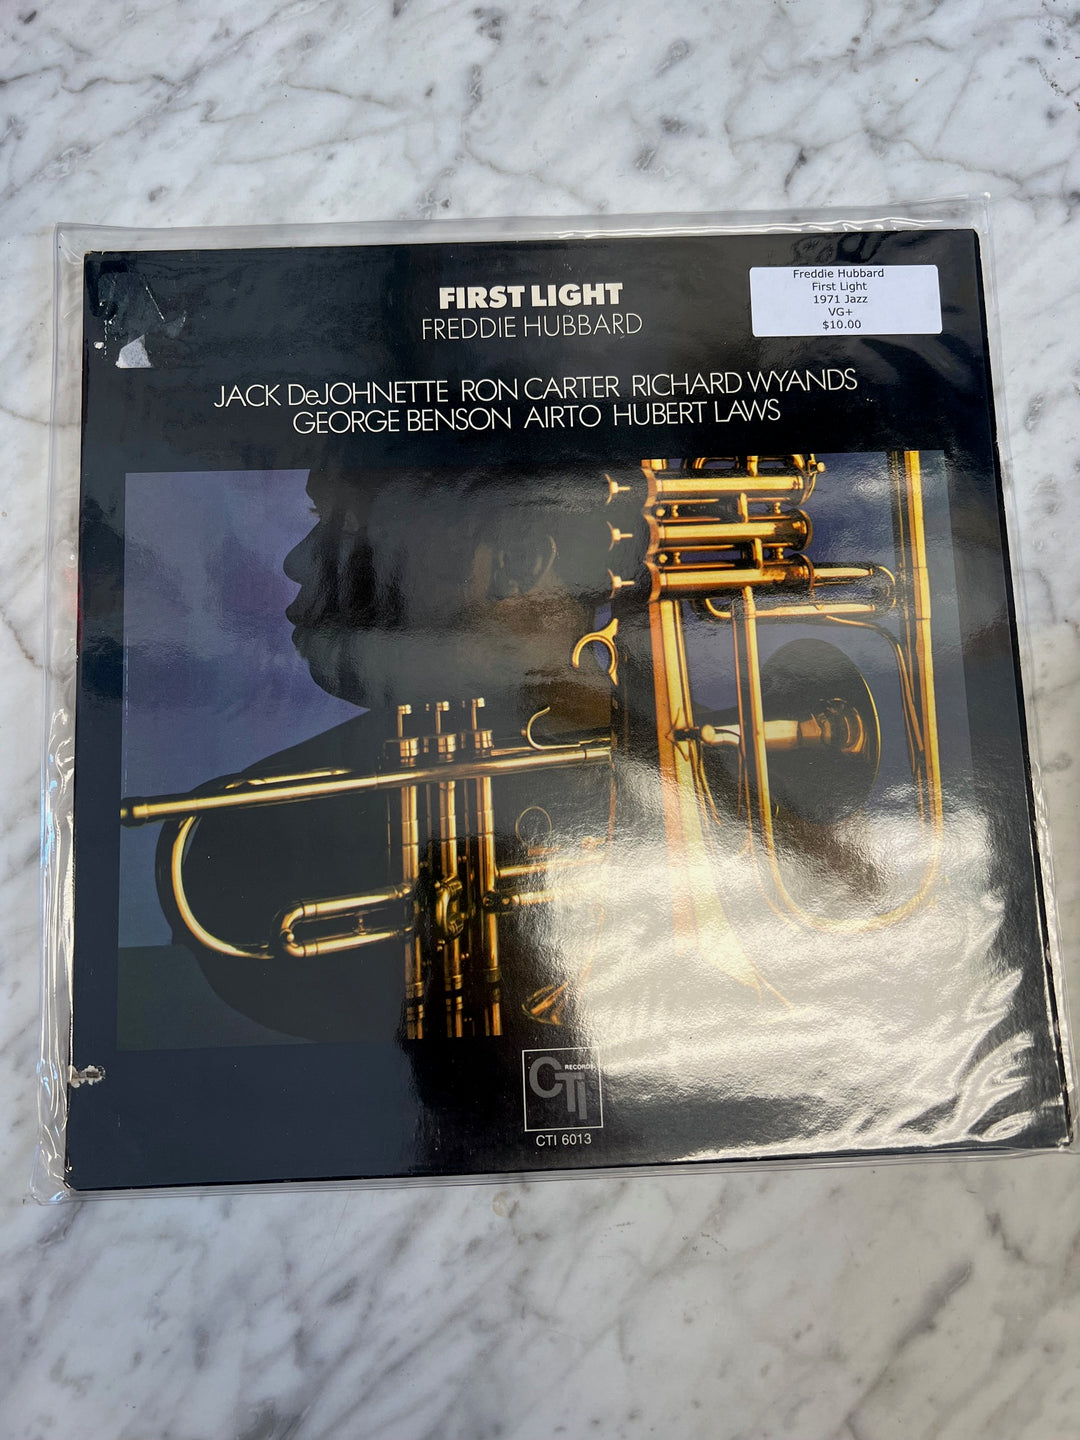 FIRST LIGHT
FREDDIE HUBBARD
Freddie Hubbard
First Light
1971 Jazz
VG+
$10.00
JACK DeJOHNETTE RON CARTER RICHARD WYANDS
GEORGE BENSON AIRTO HUBERT LAWS
CTI RECORDS
CTI 6013